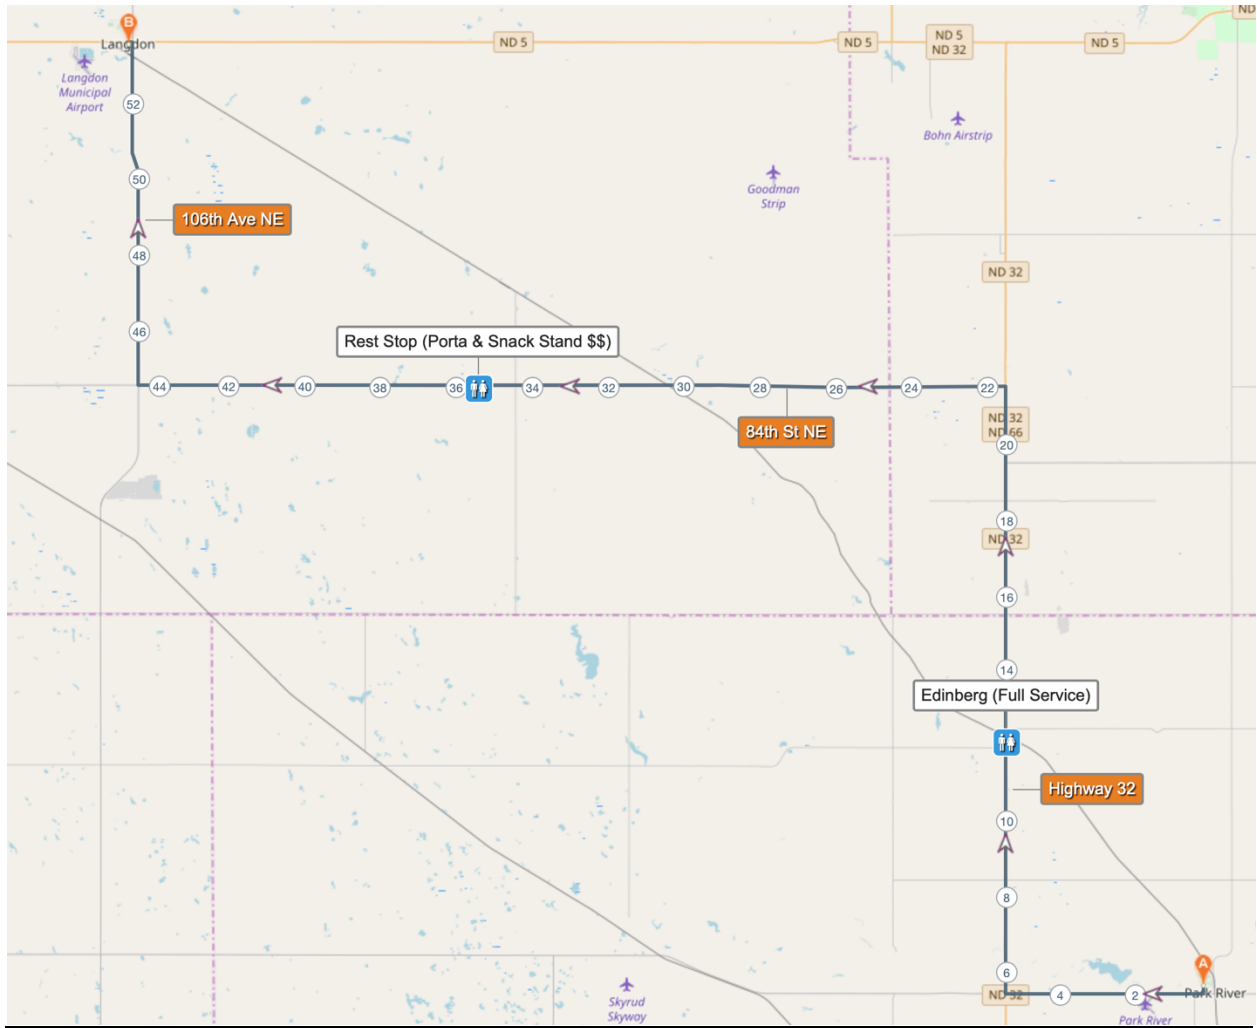 ND
B
Langdon
ND 5
ND 5
ND 5
ND 32
ND 5
Langdon
Municipal
Airport
52
Bohn Airstrip
50
Goodman
Strip
106th Ave NE
48
ND 32
46
Rest Stop (Porta & Snack Stand $$)
44
42
40
38
36
34
32
30
28
26
24
22
84th St NE
ND 32
ND 66
20
18
ND 32
16
14
Edinberg (Full Service)
Highway 32
10
8
A
6
ND 32
4
2
Park River
Skyrud
Skyway
Park River